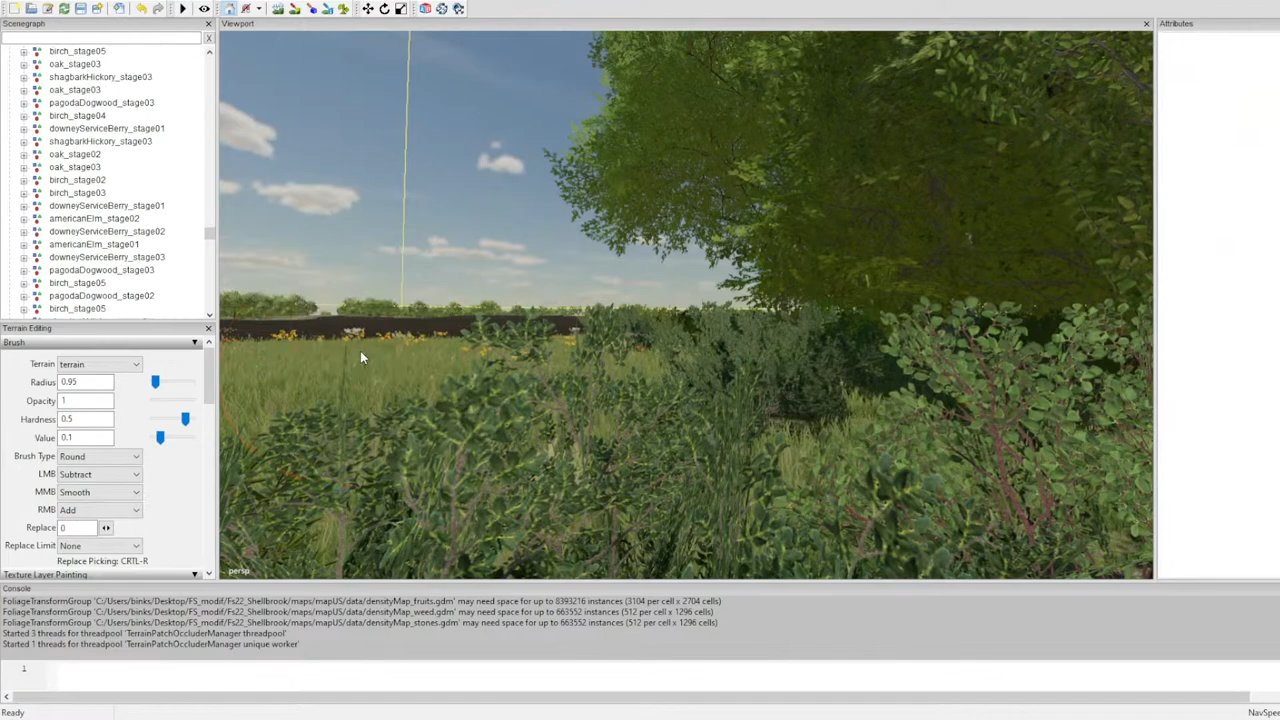 Scenegraph
Viewport
Attributes
X
birch_stage05
oak_stage03
shagbarkHickory_stage03
oak_stage03
pagodaDogwood_stage03
birch_stage04
downeyServiceBerry_stage01
shagbarkHickory_stage03
oak_stage02
oak_stage03
birch_stage02
birch_stage03
downeyServiceBerry_stage01
americanElm_stage02
downeyServiceBerry_stage02
americanElm_stage01
downeyServiceBerry_stage03
pagodaDogwood_stage03
birch_stage05
pagodaDogwood_stage02
birch_stage05
Terrain Editing
Brush
Terrain terrain
Radius 0.95
Opacity 1
Hardness 0.5
Value 0.1
Brush Type Round
LMB Subtract
MMB Smooth
RMB Add
Replace 0
Replace Limit None
Replace Picking: CRTL-R
Texture Layer Painting
persp
Console
FoliageTransformGroup 'C:/Users/binks/Desktop/FS_modif/Fs22_Shellbrook/maps/mapUS/data/densityMap_fruits.gdm' may need space for up to 8393216 instances (3104 per cell x 2704 cells)
FoliageTransformGroup 'C:/Users/binks/Desktop/FS_modif/Fs22_Shellbrook/maps/mapUS/data/densityMap_weed.gdm' may need space for up to 663552 instances (512 per cell x 1296 cells)
FoliageTransformGroup 'C:/Users/binks/Desktop/FS_modif/Fs22_Shellbrook/maps/mapUS/data/densityMap_stones.gdm' may need space for up to 663552 instances (512 per cell x 1296 cells)
Started 3 threads for threadpool 'TerrainPatchOccluderManager threadpool'
Started 1 threads for threadpool 'TerrainPatchOccluderManager unique worker'
1
Ready
NavSpee